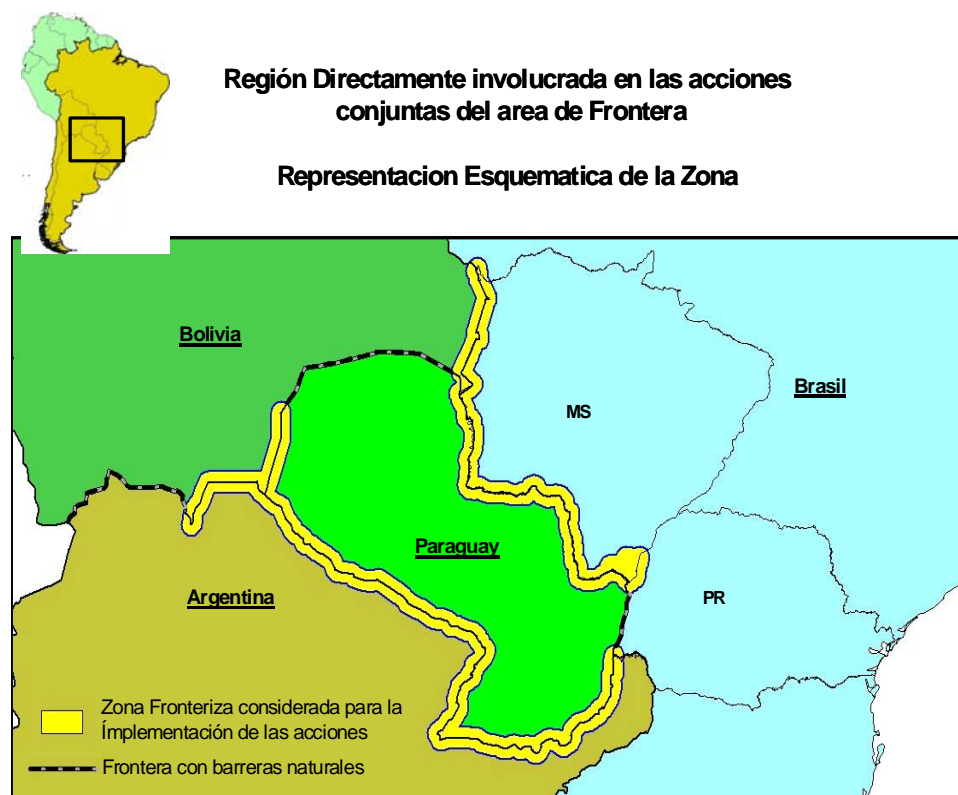 Región Directamente involucrada en las acciones
conjuntas del area de Frontera
Representacion Esquematica de la Zona
Bolivia
Brasil
MS
Paraguay
Argentina
PR
Zona Fronteriza considerada para la
Ímplementación de las acciones
Frontera con barreras naturales